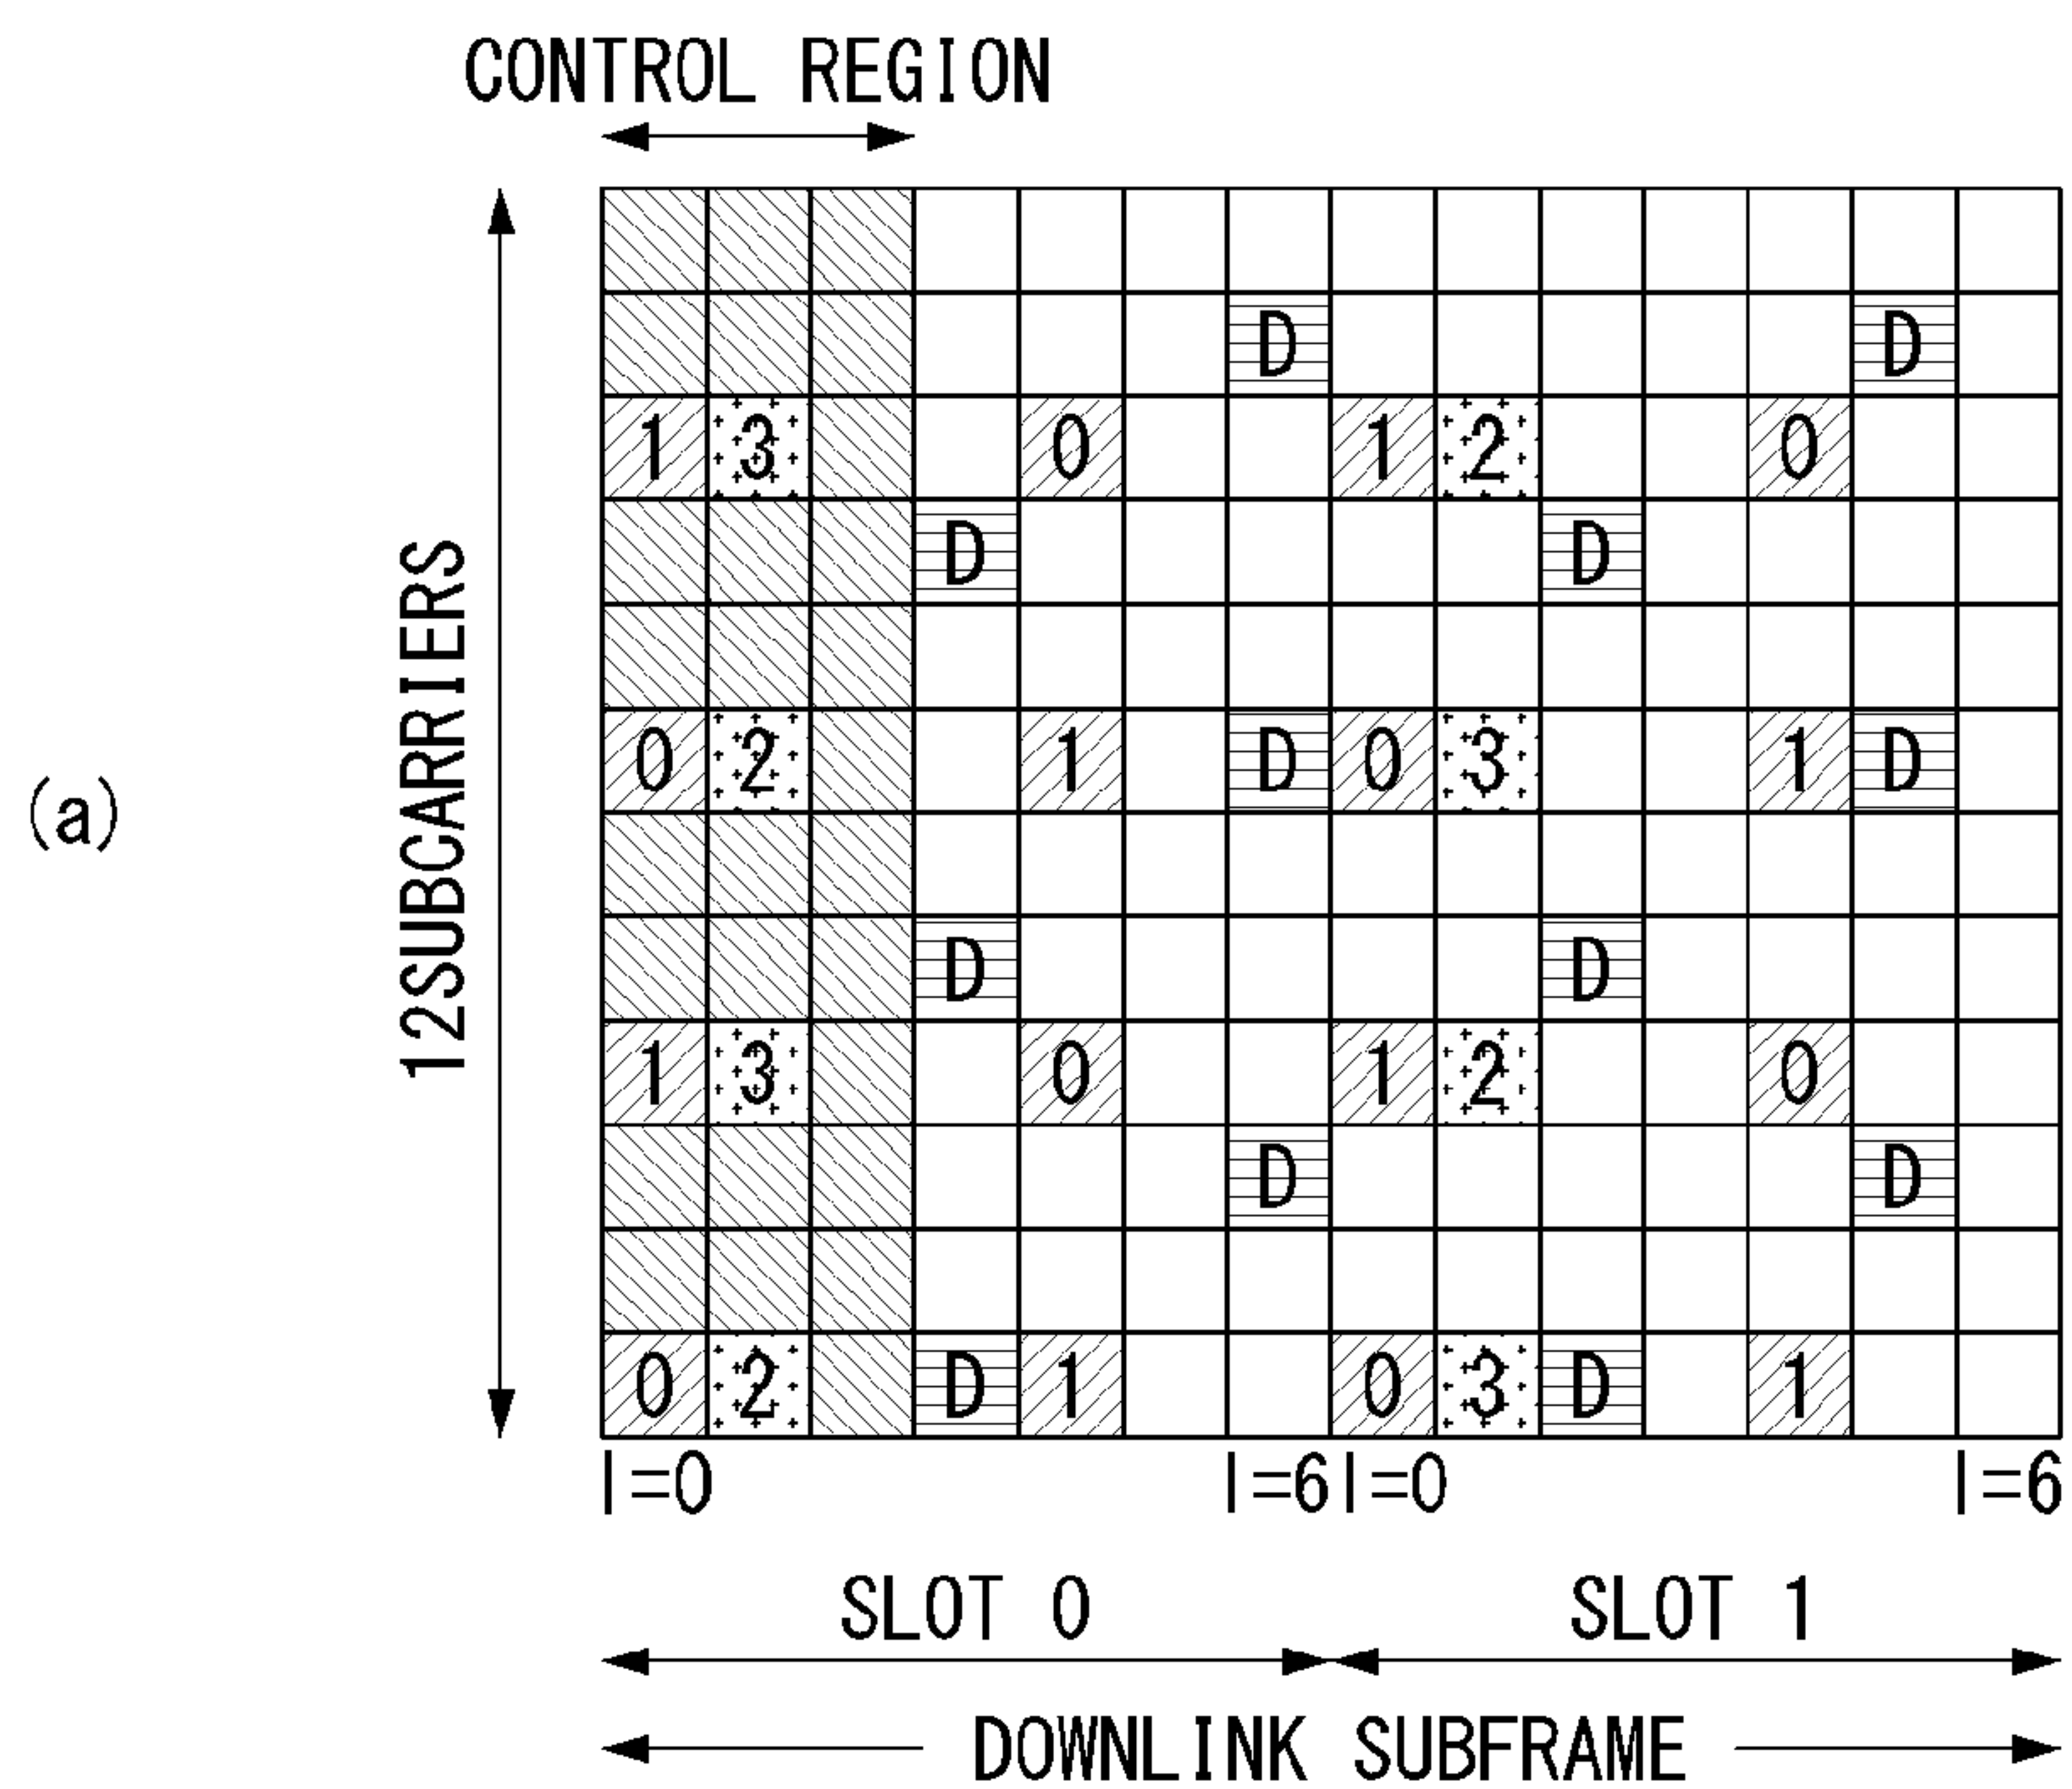 CONTROL REGION
D D
1 3 0 1 2 0
D D
12SUBCARRIERS
(a)
0 2 1 D 0 3 1 D
D D
1 3 0 1 2 0
D D
0 2 D 1 0 3 D 1
l=0 l=6 l=0 l=6
SLOT 0 SLOT 1
DOWNLINK SUBFRAME